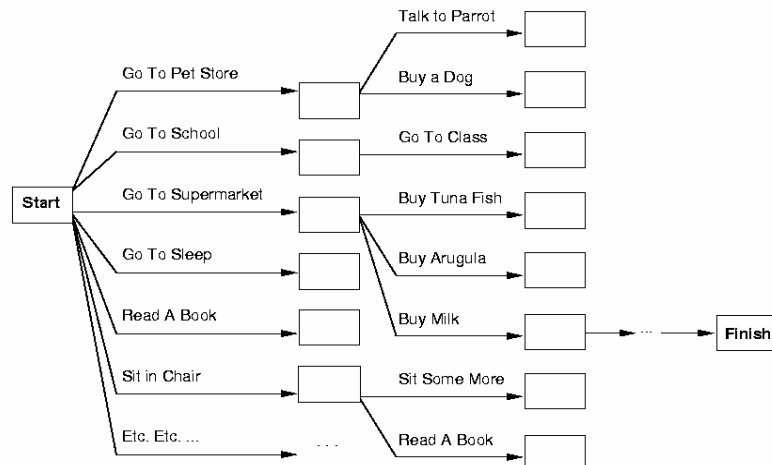 Talk to Parrot
Go To Pet Store
Buy a Dog
Go To School
Go To Class
Start
Go To Supermarket
Buy Tuna Fish
Go To Sleep
Buy Arugula
Read A Book
Buy Milk
...
Finish
Sit in Chair
Sit Some More
Etc. Etc. ...
...
Read A Book